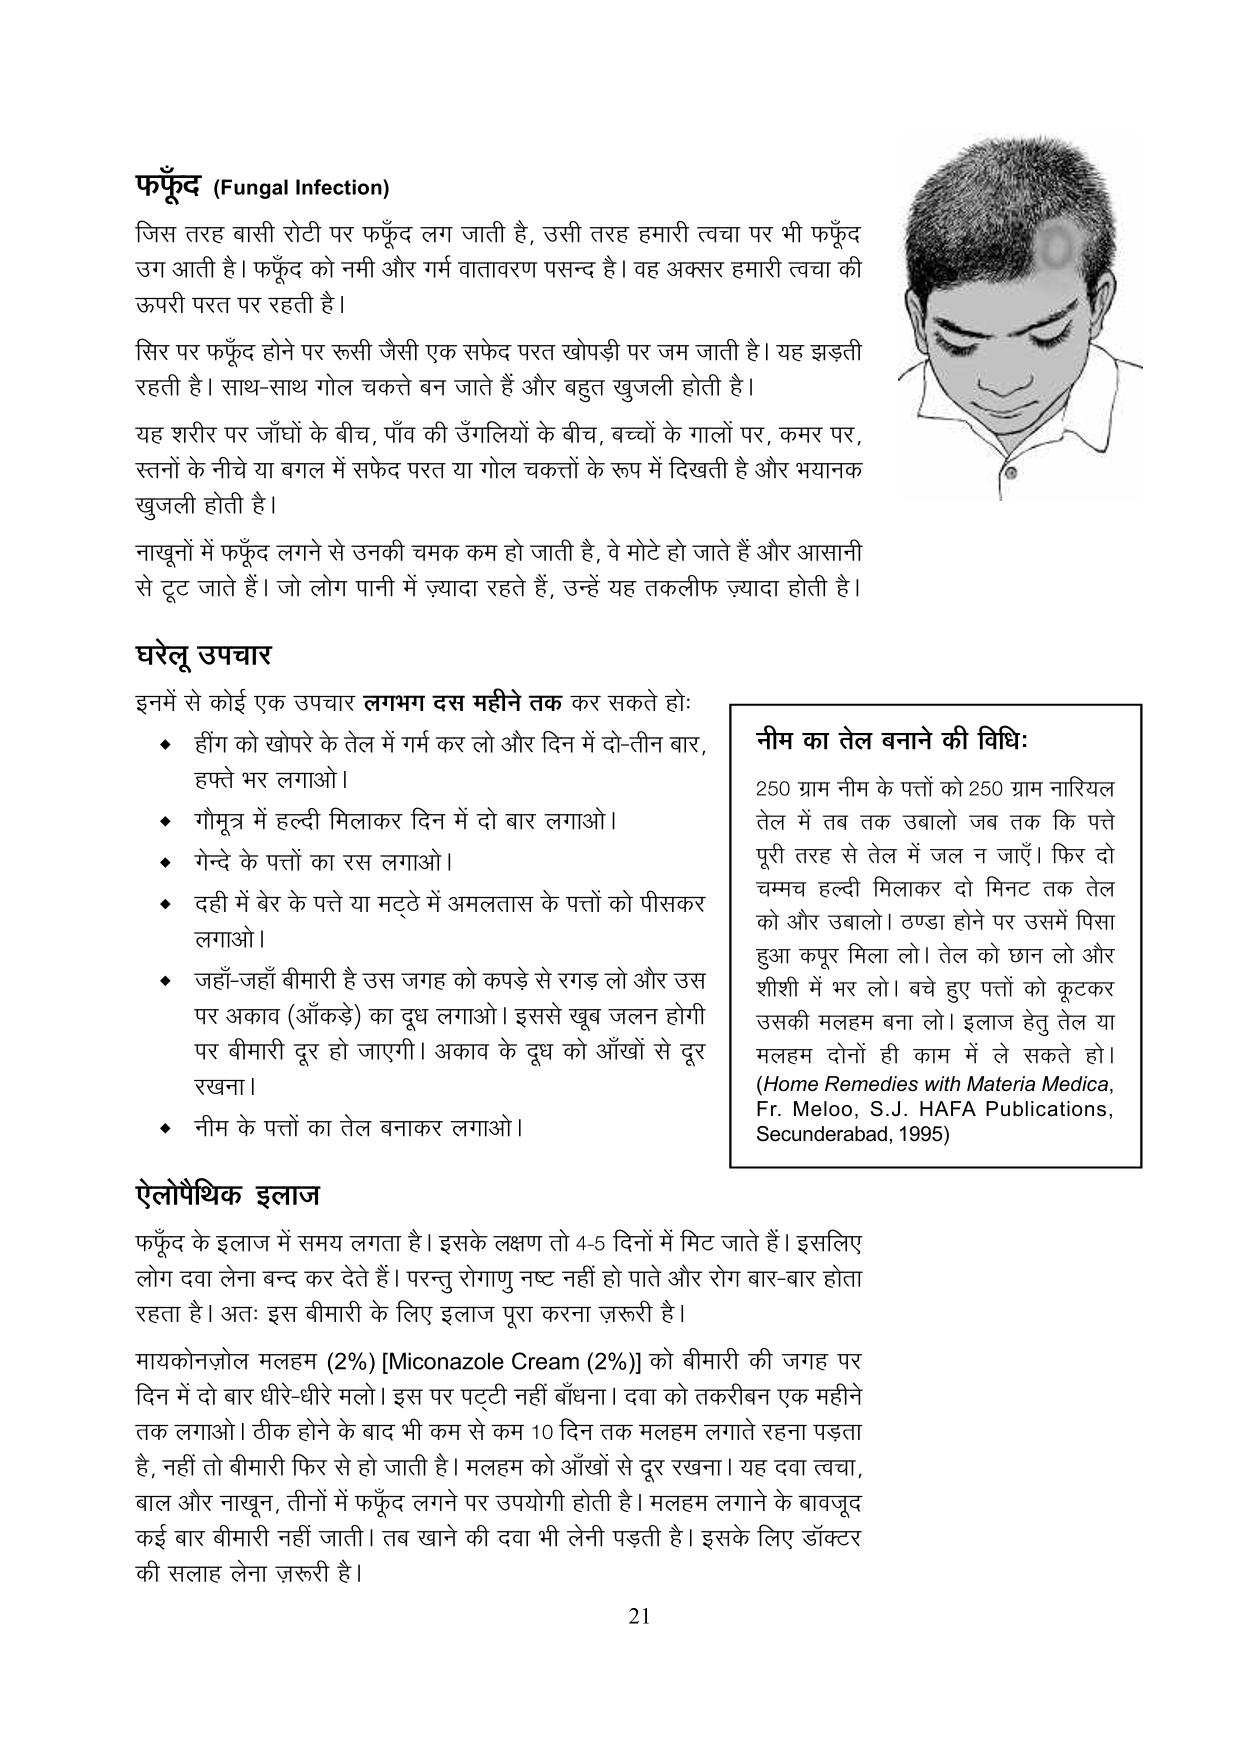 फफूँद (Fungal Infection)
जिस तरह बासी रोटी पर फफूँद लग जाती है, उसी तरह हमारी त्वचा पर भी फफूँद
उग आती है। फफूँद को नमी और गर्म वातावरण पसन्द है। वह अक्सर हमारी त्वचा की
ऊपरी परत पर रहती है।
सिर पर फफूँद होने पर रूसी जैसी एक सफेद परत खोपड़ी पर जम जाती है। यह झड़ती
रहती है। साथ-साथ गोल चकत्ते बन जाते हैं और बहुत खुजली होती है।
यह शरीर पर जाँघों के बीच, पाँव की उँगलियों के बीच, बच्चों के गालों पर, कमर पर,
स्तनों के नीचे या बगल में सफेद परत या गोल चकत्तों के रूप में दिखती है और भयानक
खुजली होती है।
नाखूनों में फफूँद लगने से उनकी चमक कम हो जाती है, वे मोटे हो जाते हैं और आसानी
से टूट जाते हैं। जो लोग पानी में ज़्यादा रहते हैं, उन्हें यह तकलीफ ज़्यादा होती है।
घरेलू उपचार
इनमें से कोई एक उपचार लगभग दस महीने तक कर सकते हो:
◆ हींग को खोपरे के तेल में गर्म कर लो और दिन में दो-तीन बार,
हफ्ते भर लगाओ।
◆ गौमूत्र में हल्दी मिलाकर दिन में दो बार लगाओ।
◆ गेन्दे के पत्तों का रस लगाओ।
◆ दही में बेर के पत्ते या मट्ठे में अमलतास के पत्तों को पीसकर
लगाओ।
◆ जहाँ-जहाँ बीमारी है उस जगह को कपड़े से रगड़ लो और उस
पर अकाव (आँकड़े) का दूध लगाओ। इससे खूब जलन होगी
पर बीमारी दूर हो जाएगी। अकाव के दूध को आँखों से दूर
रखना।
◆ नीम के पत्तों का तेल बनाकर लगाओ।
नीम का तेल बनाने की विधि:
250 ग्राम नीम के पत्तों को 250 ग्राम नारियल
तेल में तब तक उबालो जब तक कि पत्ते
पूरी तरह से तेल में जल न जाएँ। फिर दो
चम्मच हल्दी मिलाकर दो मिनट तक तेल
को और उबालो। ठण्डा होने पर उसमें पिसा
हुआ कपूर मिला लो। तेल को छान लो और
शीशी में भर लो। बचे हुए पत्तों को कूटकर
उसकी मलहम बना लो। इलाज हेतु तेल या
मलहम दोनों ही काम में ले सकते हो।
(Home Remedies with Materia Medica,
Fr. Meloo, S.J. HAFA Publications,
Secunderabad, 1995)
ऐलोपैथिक इलाज
फफूँद के इलाज में समय लगता है। इसके लक्षण तो 4-5 दिनों में मिट जाते हैं। इसलिए
लोग दवा लेना बन्द कर देते हैं। परन्तु रोगाणु नष्ट नहीं हो पाते और रोग बार-बार होता
रहता है। अतः इस बीमारी के लिए इलाज पूरा करना ज़रूरी है।
मायकोनज़ोल मलहम (2%) [Miconazole Cream (2%)] को बीमारी की जगह पर
दिन में दो बार धीरे-धीरे मलो। इस पर पट्टी नहीं बाँधना। दवा को तकरीबन एक महीने
तक लगाओ। ठीक होने के बाद भी कम से कम 10 दिन तक मलहम लगाते रहना पड़ता
है, नहीं तो बीमारी फिर से हो जाती है। मलहम को आँखों से दूर रखना। यह दवा त्वचा,
बाल और नाखून, तीनों में फफूँद लगने पर उपयोगी होती है। मलहम लगाने के बावजूद
कई बार बीमारी नहीं जाती। तब खाने की दवा भी लेनी पड़ती है। इसके लिए डॉक्टर
की सलाह लेना ज़रूरी है।
21